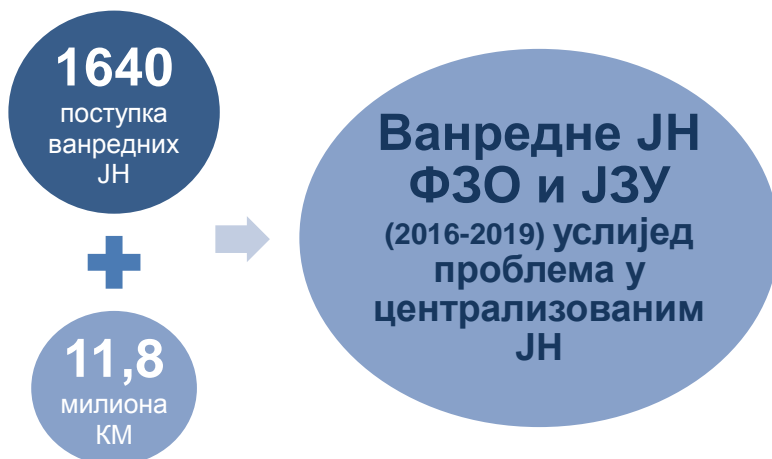 1640
поступка
ванредних
ЈН
11,8
милиона
КМ
Ванредне ЈН
ФЗО и ЈЗУ
(2016-2019) услијед
проблема у
централизованим
ЈН